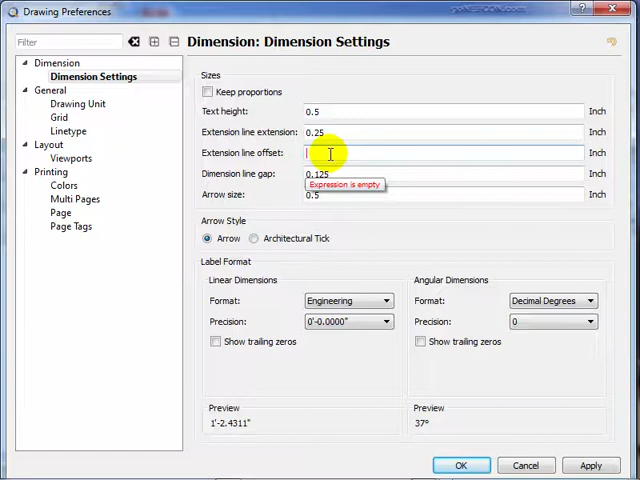 Drawing Preferences
Filter
Dimension: Dimension Settings
Dimension
Dimension Settings
General
Drawing Unit
Grid
Linetype
Layout
Viewports
Printing
Colors
Multi Pages
Page
Page Tags
Sizes
Keep proportions
Text height: 0.5 Inch
Extension line extension: 0.25 Inch
Extension line offset: Inch
Dimension line gap: 0.125 Inch
Expression is empty
Arrow size: 0.5 Inch
Arrow Style
Arrow Architectural Tick
Label Format
Linear Dimensions
Format: Engineering
Precision: 0'-0.0000"
Show trailing zeros
Preview
1'-2.4311"
Angular Dimensions
Format: Decimal Degrees
Precision: 0
Show trailing zeros
Preview
37°
OK Cancel Apply